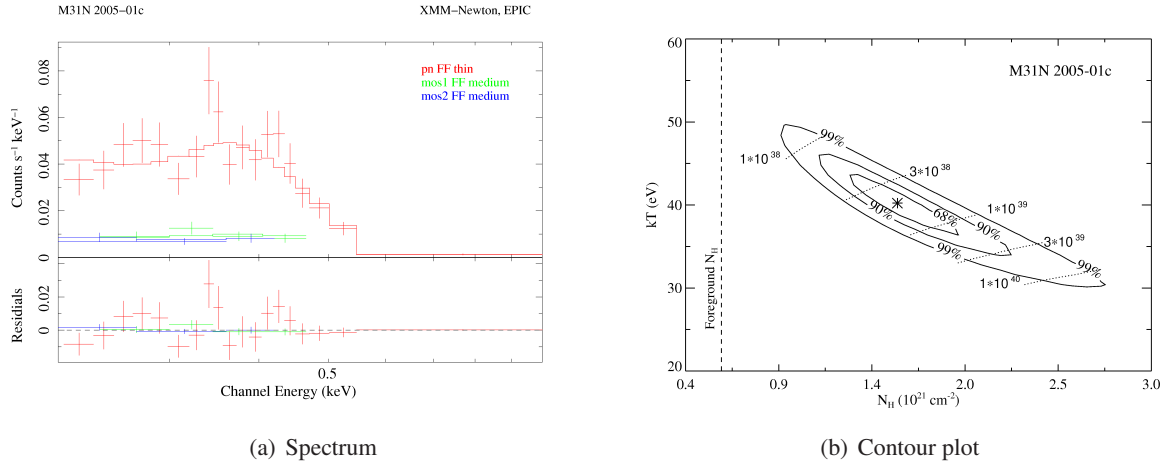 M31N 2005-01c XMM-Newton, EPIC
pn FF thin
mos1 FF medium
mos2 FF medium
Counts s⁻¹ keV⁻¹
0.08
0.06
0.04
0.02
0
Residials
0.02
0
0.5
Channel Energy (keV)
(a) Spectrum
M31N 2005-01c
kT (eV)
60
50
40
30
20
Foreground N_H
99%
1*10³⁸
3*10³⁸
68%
1*10³⁹
90%
90%
3*10³⁹
99%
99%
1*10⁴⁰
0.4 0.9 1.4 2.0 2.5 3.0
N_H (10²¹ cm⁻²)
(b) Contour plot